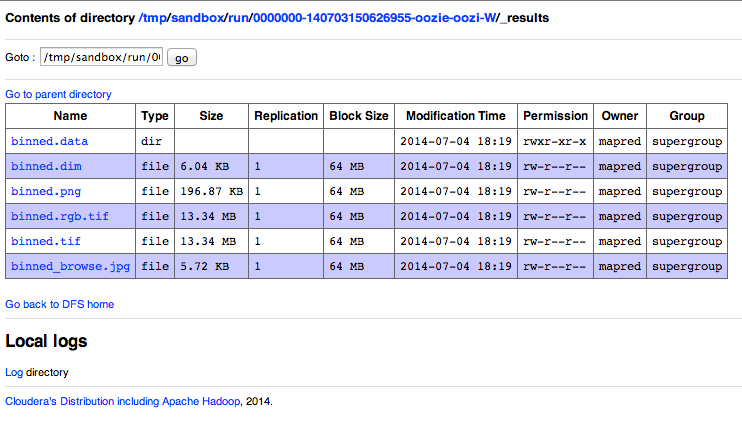 Contents of directory /tmp/sandbox/run/0000000-140703150626955-oozie-oozi-W/_results
Goto : /tmp/sandbox/run/00 go
Go to parent directory
Name Type Size Replication Block Size Modification Time Permission Owner Group
binned.data dir 2014-07-04 18:19 rwxr-xr-x mapred supergroup
binned.dim file 6.04 KB 1 64 MB 2014-07-04 18:19 rw-r--r-- mapred supergroup
binned.png file 196.87 KB 1 64 MB 2014-07-04 18:19 rw-r--r-- mapred supergroup
binned.rgb.tif file 13.34 MB 1 64 MB 2014-07-04 18:19 rw-r--r-- mapred supergroup
binned.tif file 13.34 MB 1 64 MB 2014-07-04 18:19 rw-r--r-- mapred supergroup
binned_browse.jpg file 5.72 KB 1 64 MB 2014-07-04 18:19 rw-r--r-- mapred supergroup
Go back to DFS home
Local logs
Log directory
Cloudera's Distribution including Apache Hadoop, 2014.